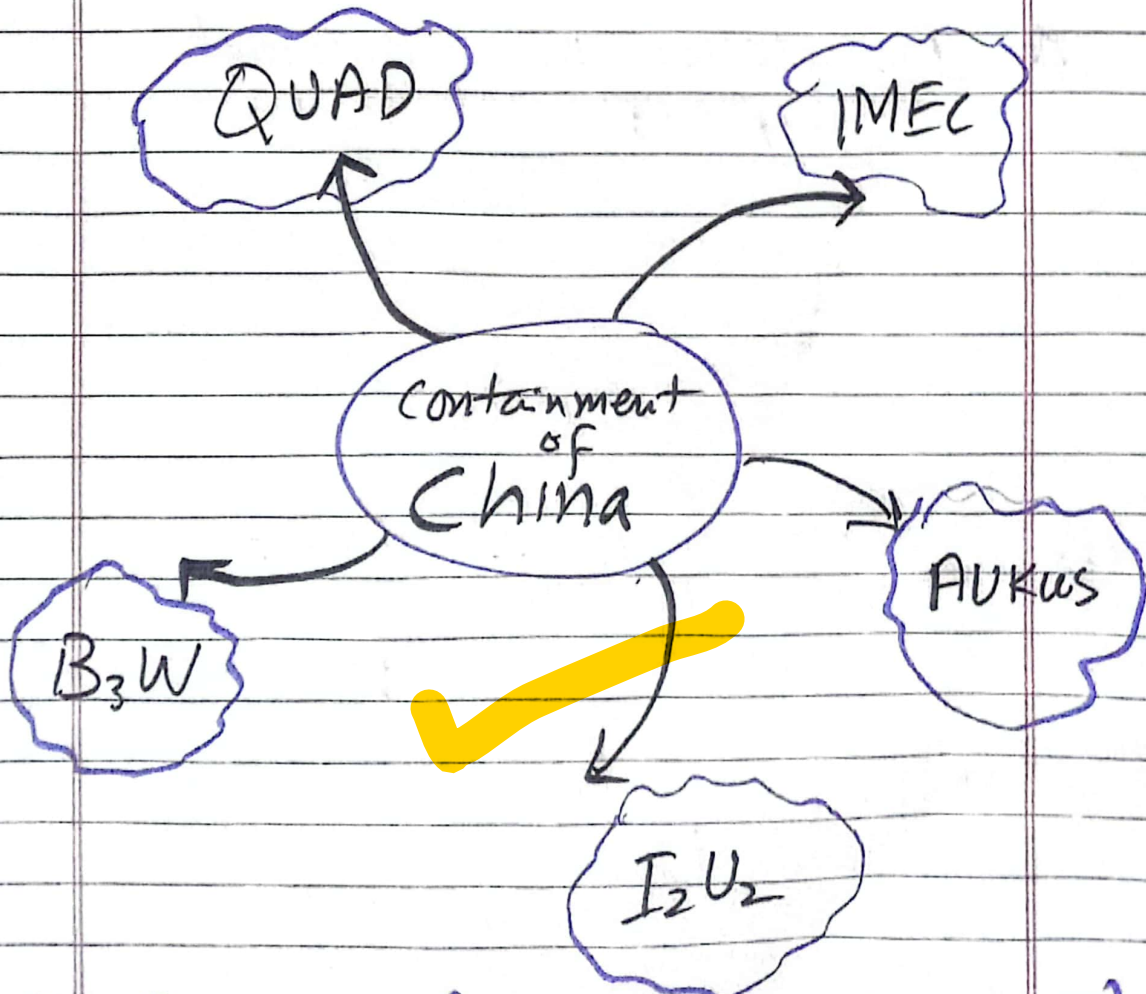 QUAD
IMEC
Containment
of
China
AUKUS
B₃W
I₂U₂